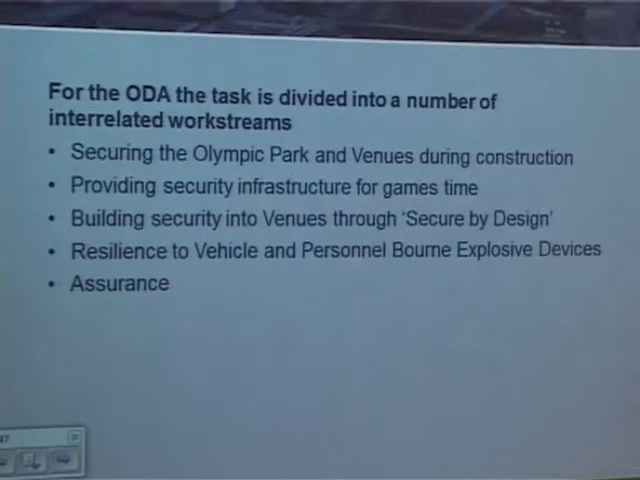 For the ODA the task is divided into a number of
interrelated workstreams
• Securing the Olympic Park and Venues during construction
• Providing security infrastructure for games time
• Building security into Venues through 'Secure by Design'
• Resilience to Vehicle and Personnel Bourne Explosive Devices
• Assurance
47